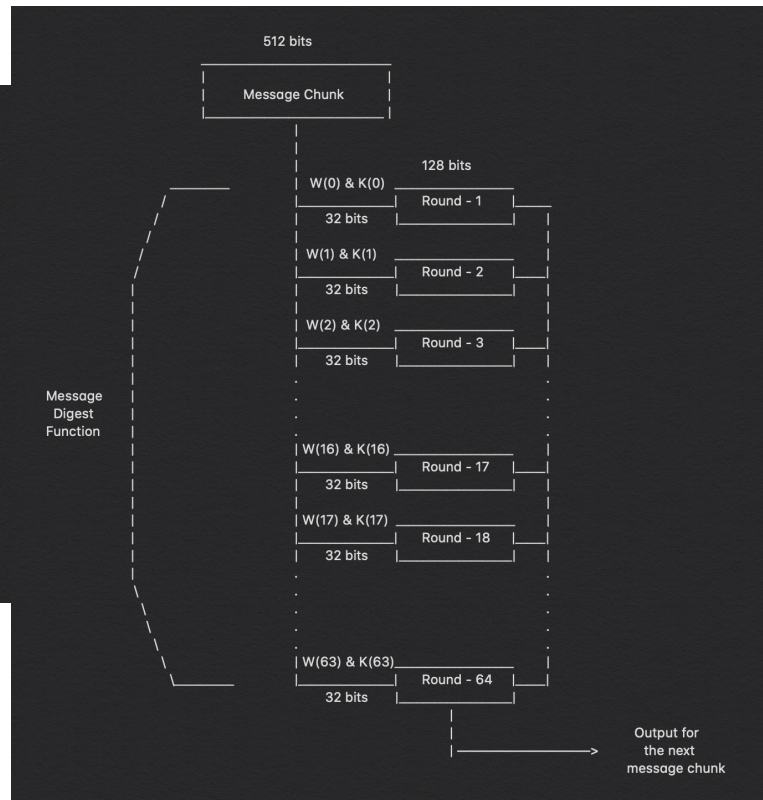 512 bits
Message Chunk
128 bits
W(0) & K(0)
Round - 1
32 bits
W(1) & K(1)
Round - 2
32 bits
W(2) & K(2)
Round - 3
32 bits
Message
Digest
Function
W(16) & K(16)
Round - 17
32 bits
W(17) & K(17)
Round - 18
32 bits
W(63) & K(63)
Round - 64
32 bits
Output for
the next
message chunk